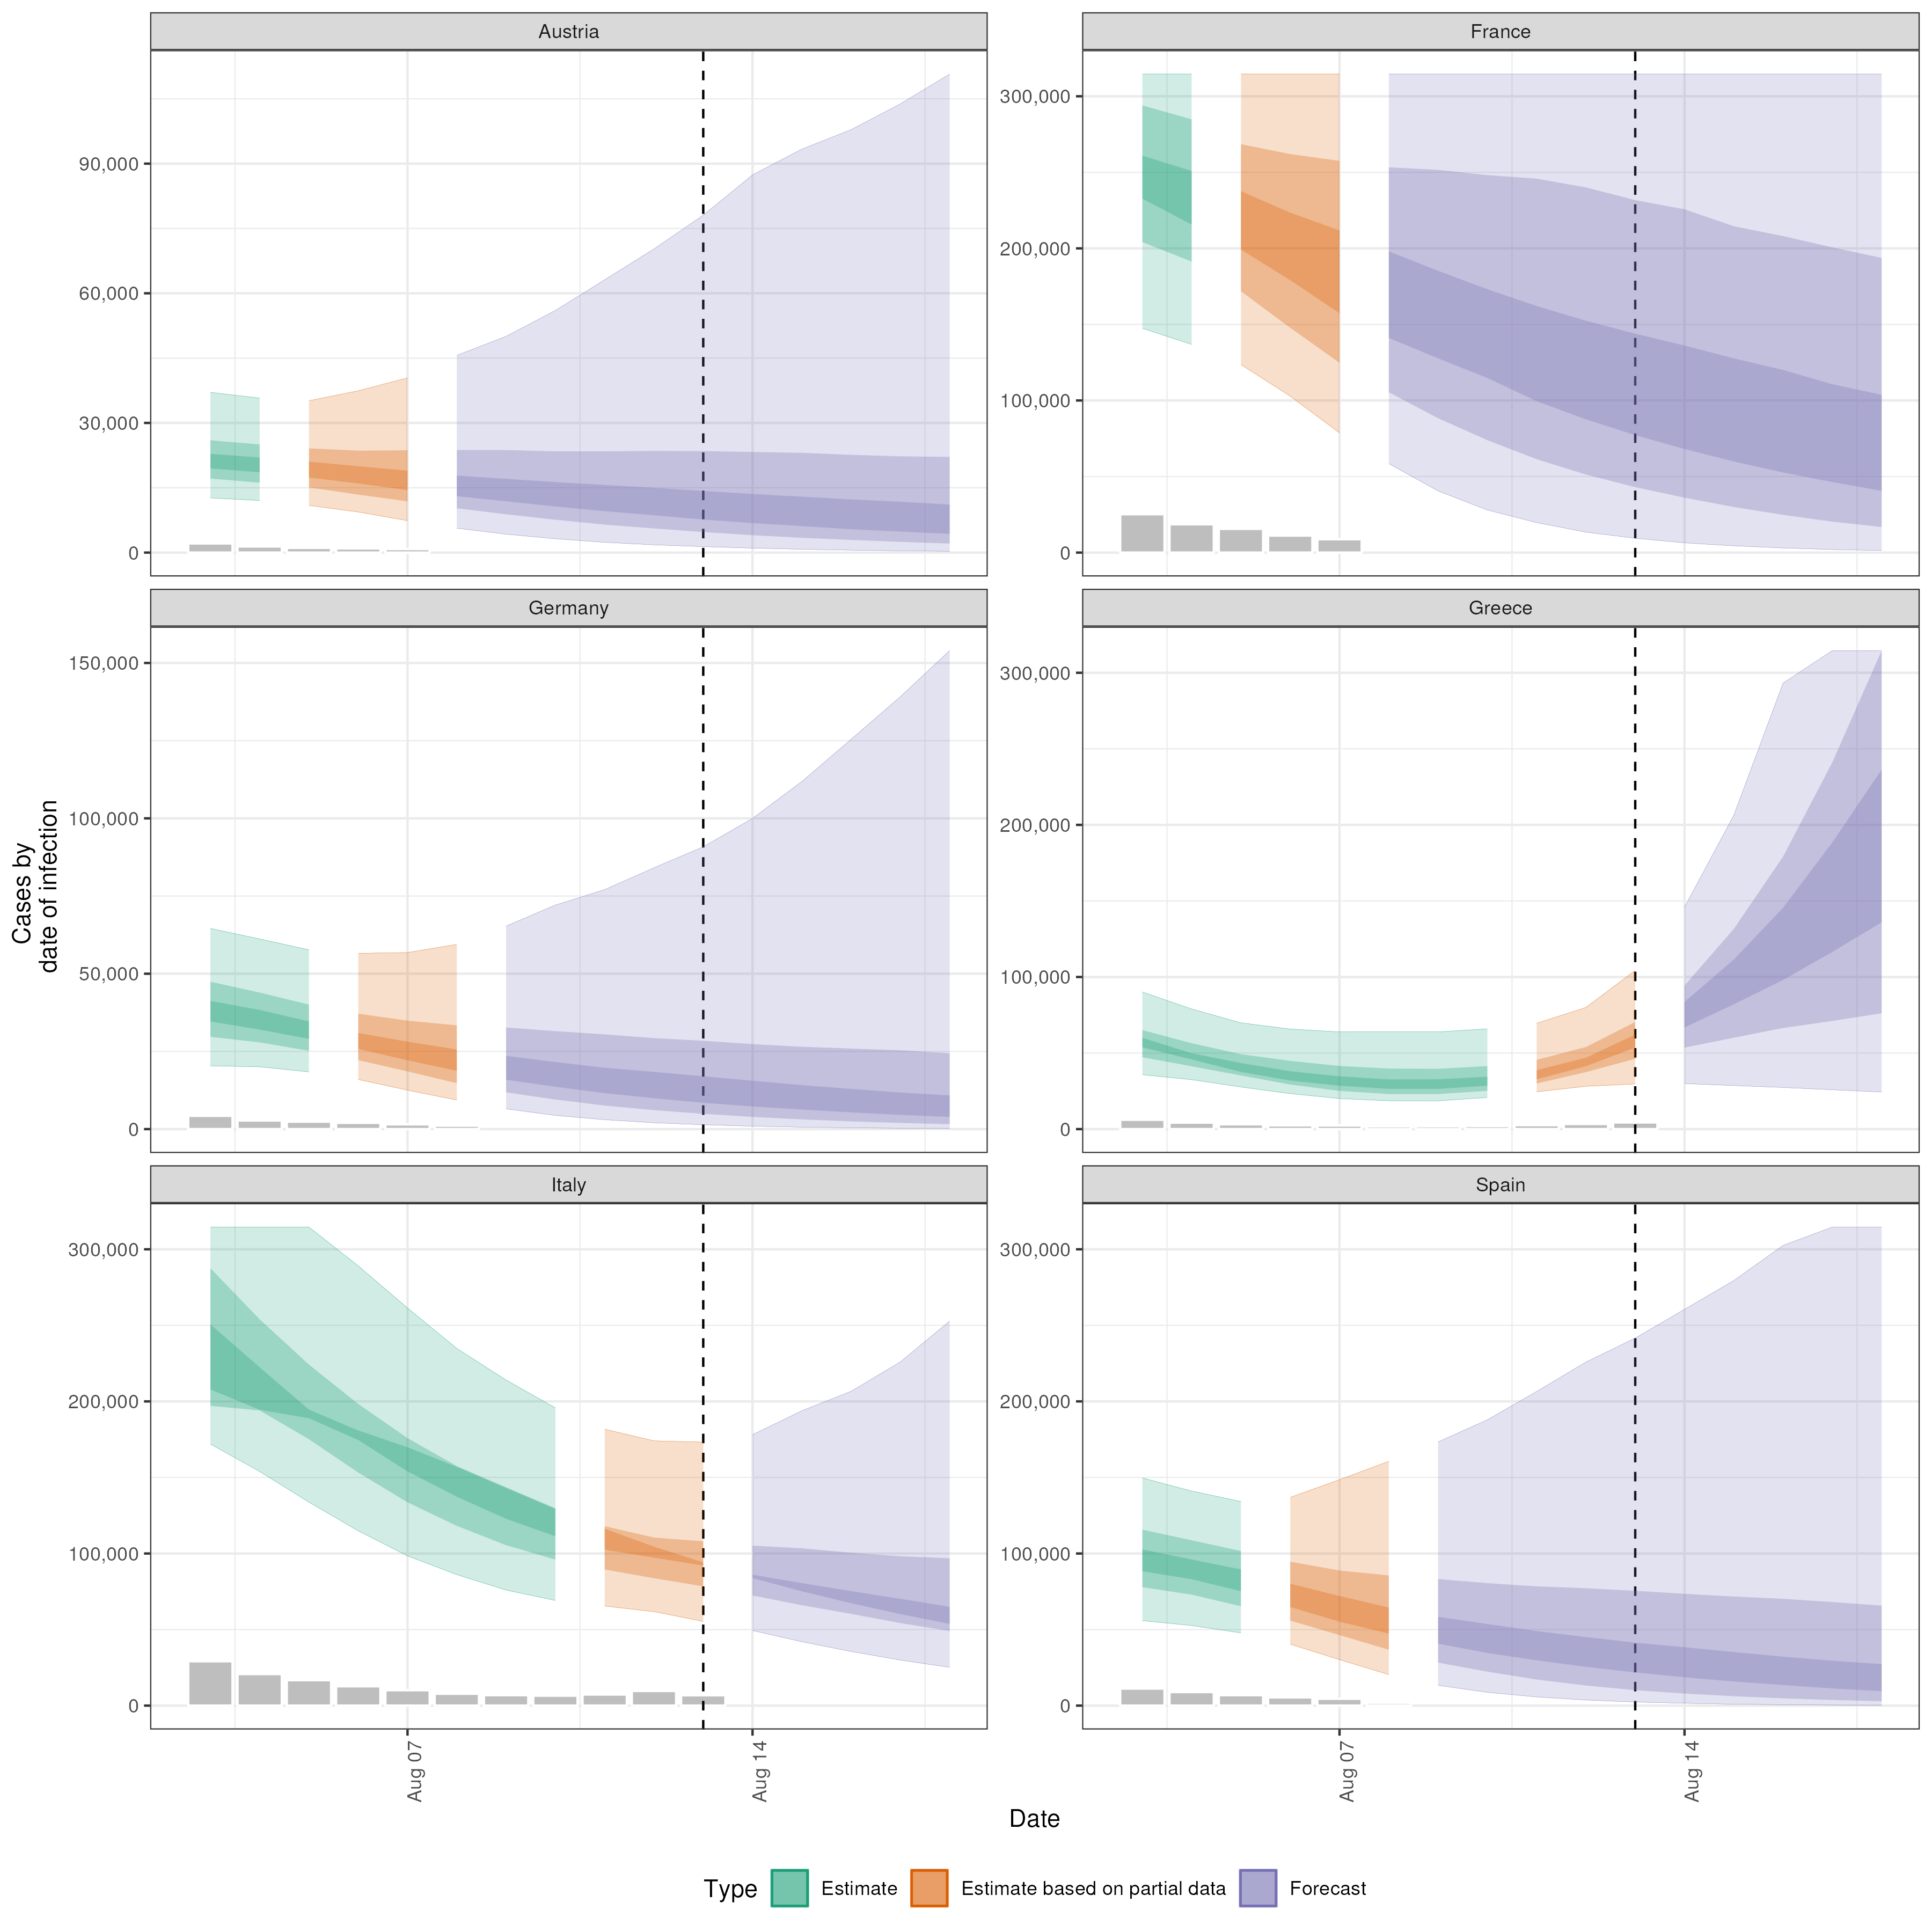 Austria
France
90,000
60,000
30,000
0
300,000
200,000
100,000
0
Germany
Greece
150,000
100,000
50,000
0
300,000
200,000
100,000
0
Cases by
date of infection
Italy
Spain
300,000
200,000
100,000
0
300,000
200,000
100,000
0
Aug 07
Aug 14
Aug 07
Aug 14
Date
Type
Estimate
Estimate based on partial data
Forecast